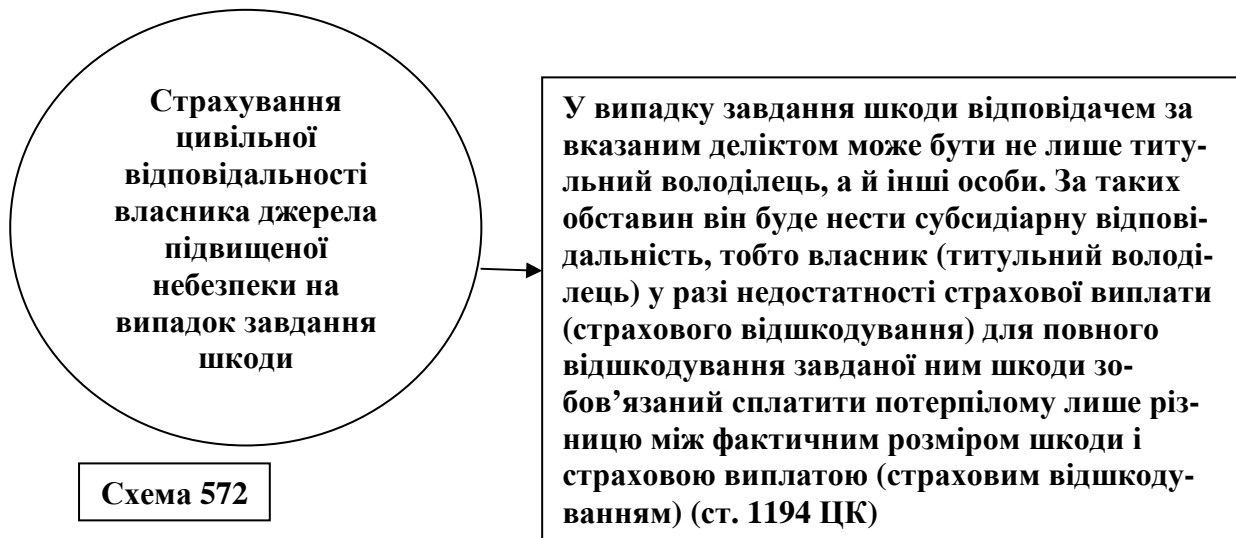 Страхування
цивільної
відповідальності
власника джерела
підвищеної
небезпеки на
випадок завдання
шкоди
У випадку завдання шкоди відповідачем за
вказаним деліктом може бути не лише титу-
льний володілець, а й інші особи. За таких
обставин він буде нести субсидіарну відпові-
дальність, тобто власник (титульний володі-
лець) у разі недостатності страхової виплати
(страхового відшкодування) для повного
відшкодування завданої ним шкоди зо-
бов’язаний сплатити потерпілому лише різ-
ницю між фактичним розміром шкоди і
страховою виплатою (страховим відшкоду-
ванням) (ст. 1194 ЦК)
Схема 572